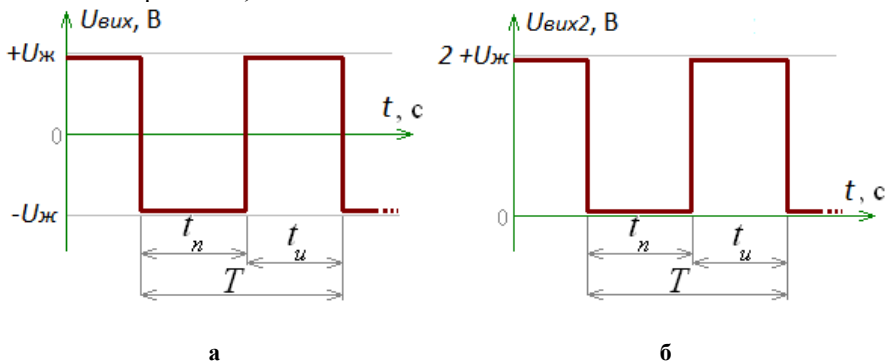 Uвих, В
+Uж
0
t, с
-Uж
tп
tи
T
а
Uвих2, В
2 +Uж
0
t, с
tп
tи
T
б